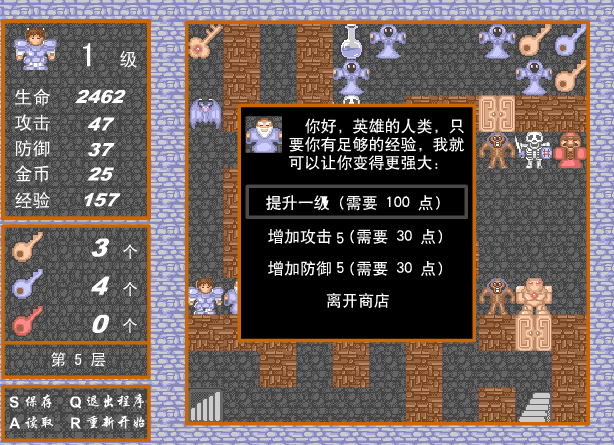 1 级
生命 2462
攻击 47
防御 37
金币 25
经验 157
3 个
4 个
0 个
第 5 层
S 保存 Q 退出程序
A 读取 R 重新开始
你好，英雄的人类，只
要你有足够的经验，我就
可以让你变得更强大：
提升一级（需要 100 点）
增加攻击 5（需要 30 点）
增加防御 5（需要 30 点）
离开商店